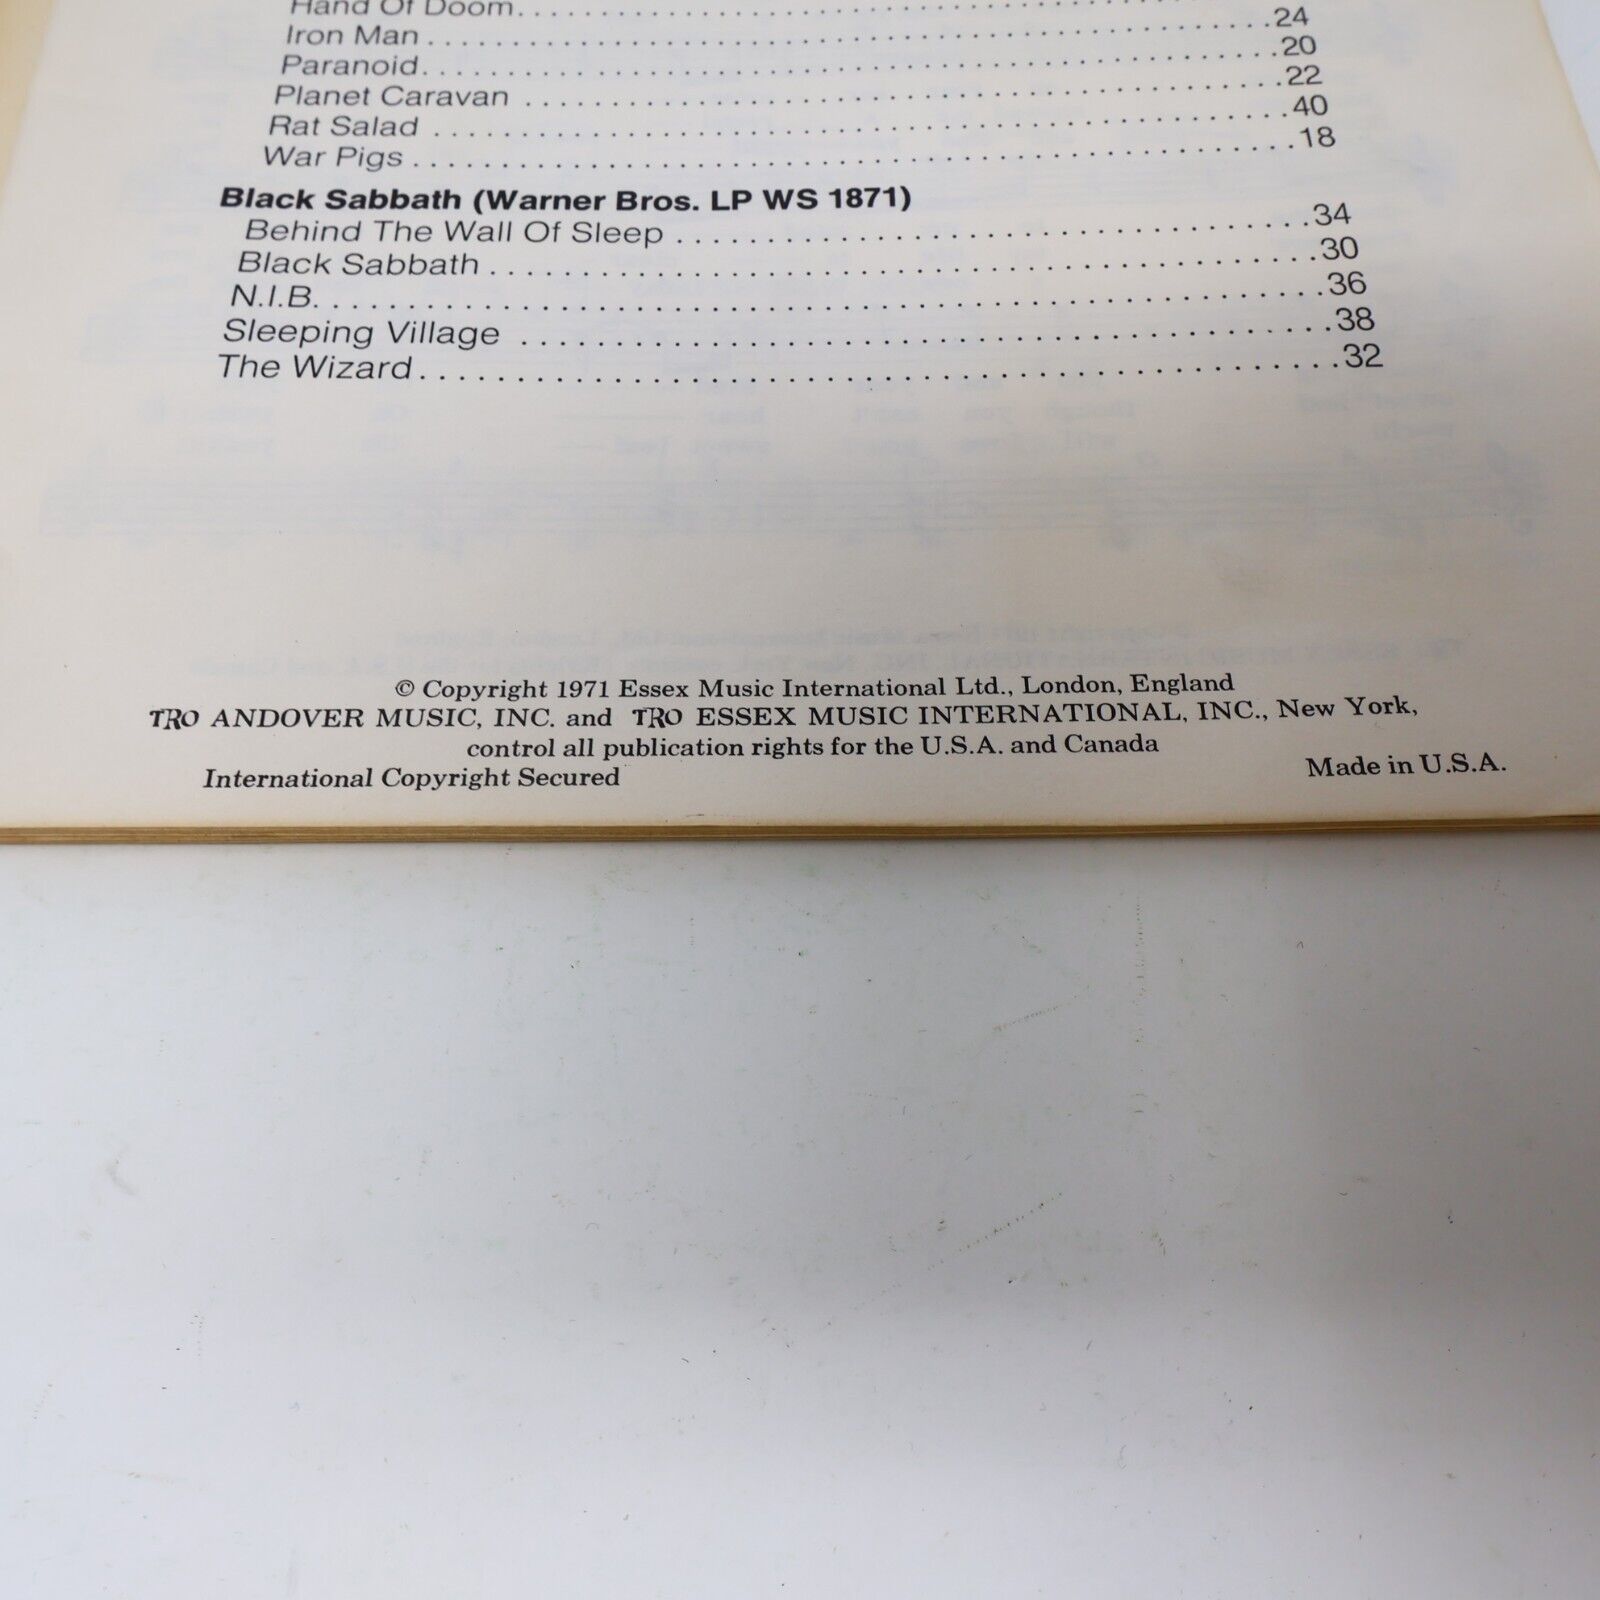 Hand Of Doom. . . . . . . . . . . . . . . . . . . . . . . . . . . . . . . . . . . .
Iron Man . . . . . . . . . . . . . . . . . . . . . . . . . . . . . . . . . . . . 24
Paranoid. . . . . . . . . . . . . . . . . . . . . . . . . . . . . . . . . . . . 20
Planet Caravan . . . . . . . . . . . . . . . . . . . . . . . . . . . . . . . . 22
Rat Salad . . . . . . . . . . . . . . . . . . . . . . . . . . . . . . . . . . . 40
War Pigs . . . . . . . . . . . . . . . . . . . . . . . . . . . . . . . . . . . 18
Black Sabbath (Warner Bros. LP WS 1871)
Behind The Wall Of Sleep . . . . . . . . . . . . . . . . . . . . . . . . . . 34
Black Sabbath . . . . . . . . . . . . . . . . . . . . . . . . . . . . . . . . . 30
N.I.B. . . . . . . . . . . . . . . . . . . . . . . . . . . . . . . . . . . . . . . . 36
Sleeping Village . . . . . . . . . . . . . . . . . . . . . . . . . . . . . . . . 38
The Wizard . . . . . . . . . . . . . . . . . . . . . . . . . . . . . . . . . . . 32
© Copyright 1971 Essex Music International Ltd., London, England
TRO ANDOVER MUSIC, INC. and TRO ESSEX MUSIC INTERNATIONAL, INC., New York,
control all publication rights for the U.S.A. and Canada
International Copyright Secured Made in U.S.A.